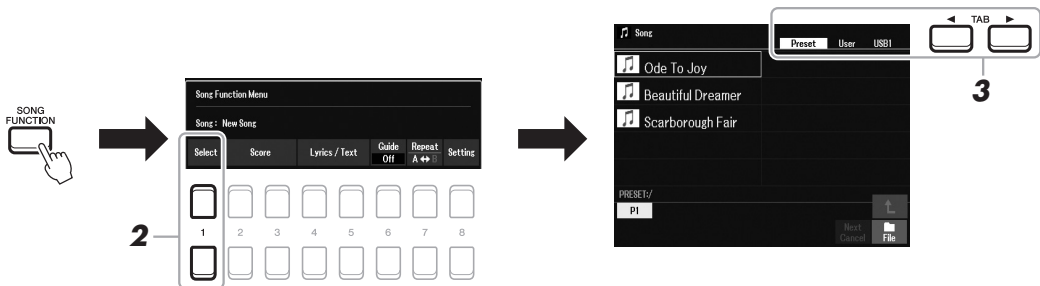 SONG
FUNCTION
Song Function Menu
Song : New Song
Select Score Lyrics / Text Guide Off Repeat A ↔ B Setting
1 2 3 4 5 6 7 8
2
Song
Preset User USB1
Ode To Joy
Beautiful Dreamer
Scarborough Fair
PRESET:/
P1
Next
Cancel
File
◄ TAB ►
3